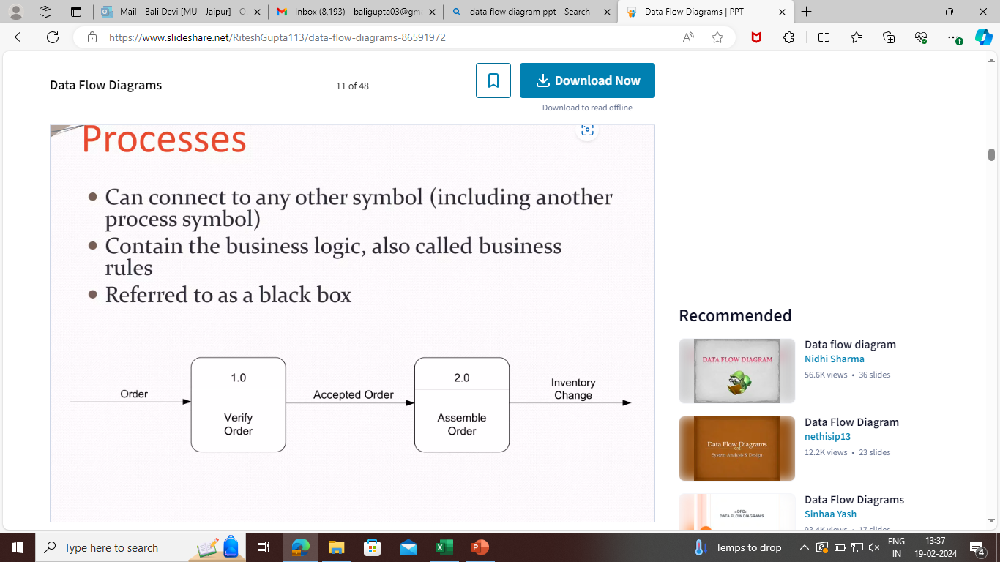 Mail - Bali Devi [MU - Jaipur] - O
Inbox (8,193) - baligupta03@gm
data flow diagram ppt - Search
Data Flow Diagrams | PPT
https://www.slideshare.net/RiteshGupta113/data-flow-diagrams-86591972
Data Flow Diagrams
11 of 48
Download Now
Download to read offline
Processes
• Can connect to any other symbol (including another
process symbol)
• Contain the business logic, also called business
rules
• Referred to as a black box
Order
1.0
Verify
Order
Accepted Order
2.0
Assemble
Order
Inventory
Change
Recommended
DATA FLOW DIAGRAM
Data flow diagram
Nidhi Sharma
56.6K views • 36 slides
Data Flow Diagrams
System Analysis & Design
Data Flow Diagram
nethisip13
12.2K views • 23 slides
::DFD::
DATA FLOW DIAGRAMS
Data Flow Diagrams
Sinhaa Yash
93.4K views • 17 slides
Type here to search
Temps to drop
ENG
IN
13:37
19-02-2024
4